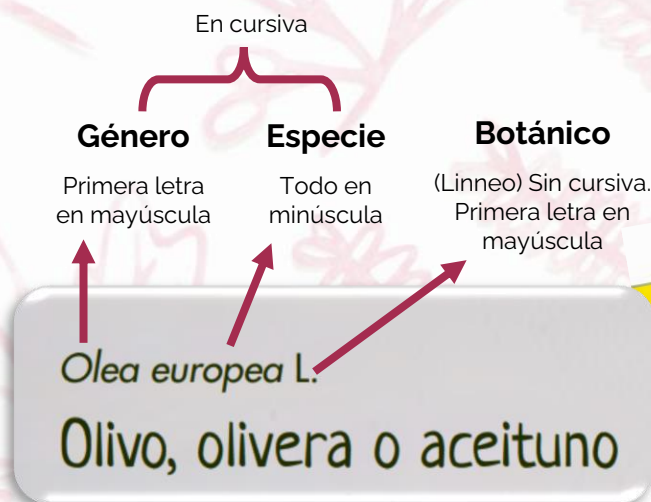 En cursiva
Género
Especie
Botánico
Primera letra
en mayúscula
Todo en
minúscula
(Linneo) Sin cursiva.
Primera letra en
mayúscula
Olea europea L.
Olivo, olivera o aceituno